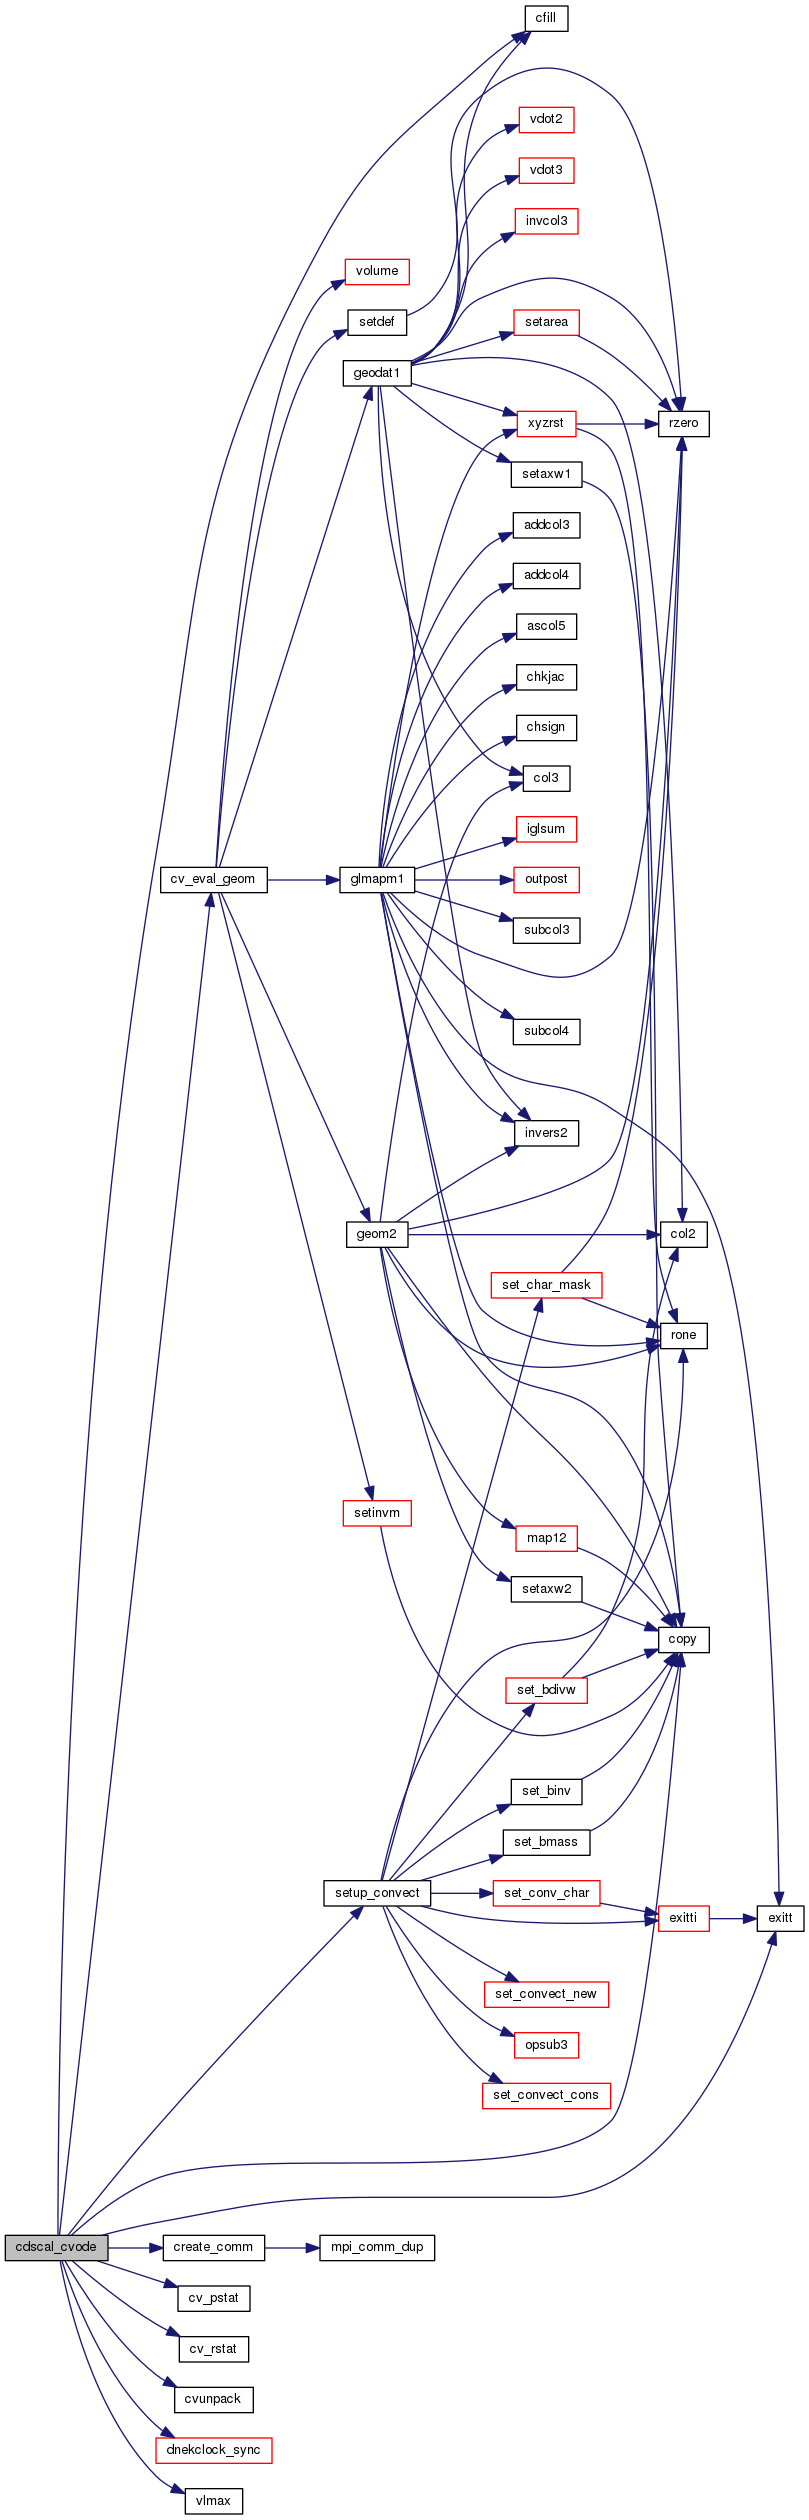 cfill
vdot2
vdot3
invcol3
volume
setdef
setarea
geodat1
xyzrst
rzero
setaxw1
addcol3
addcol4
ascol5
chkjac
chsign
col3
iglsum
cv_eval_geom
glmapm1
outpost
subcol3
subcol4
invers2
geom2
col2
set_char_mask
rone
setinvm
map12
setaxw2
copy
set_bdivw
set_binv
set_bmass
setup_convect
set_conv_char
exitti
exitt
set_convect_new
opsub3
set_convect_cons
cdscal_cvode
create_comm
mpi_comm_dup
cv_pstat
cv_rstat
cvunpack
dnekclock_sync
vlmax